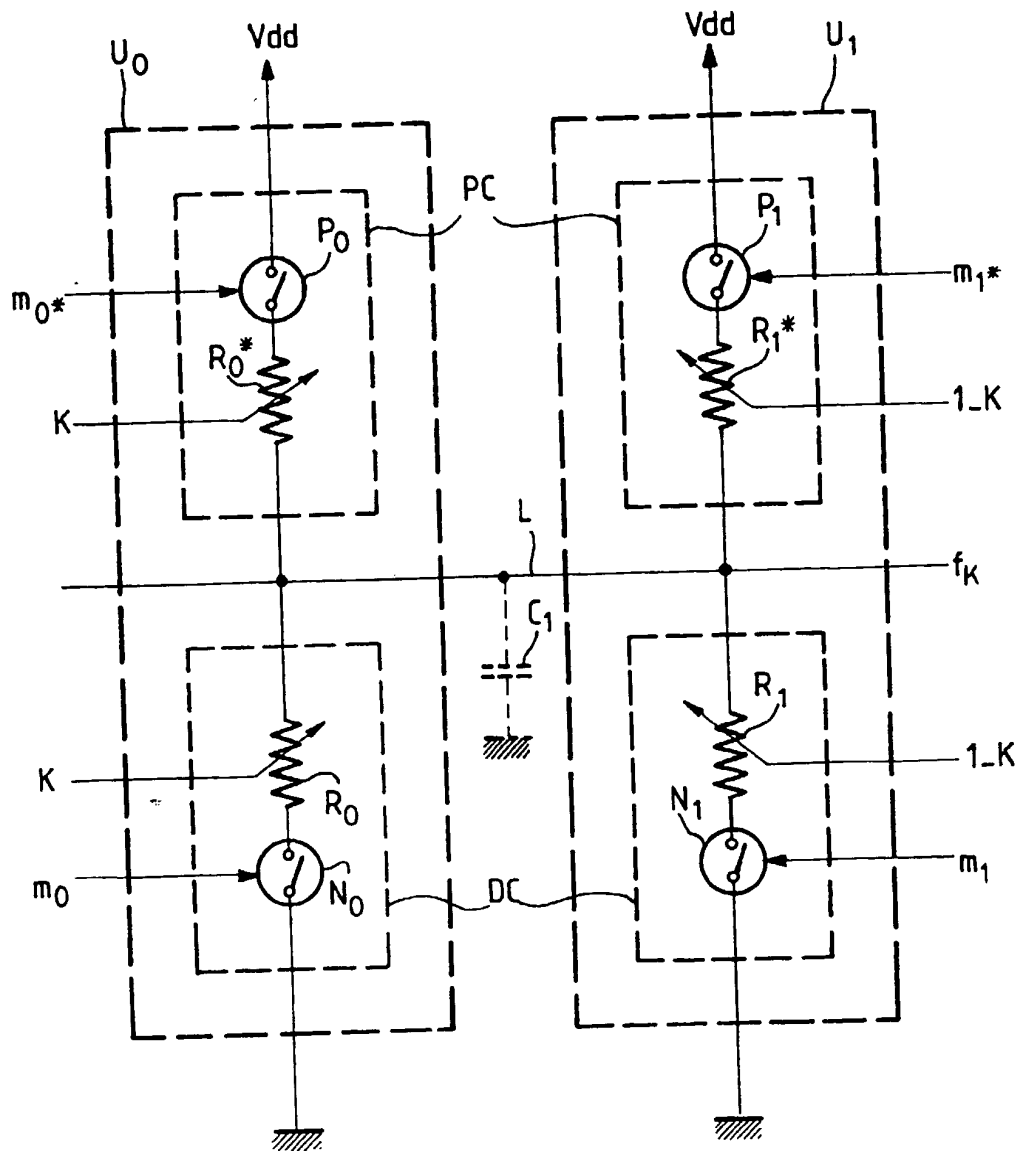 U0 Vdd Vdd U1
PC
P0 P1
m0* m1*
R0* R1*
K 1_K
L
fK
C1
R1
K 1_K
R0 N1
m0 N0 DC m1